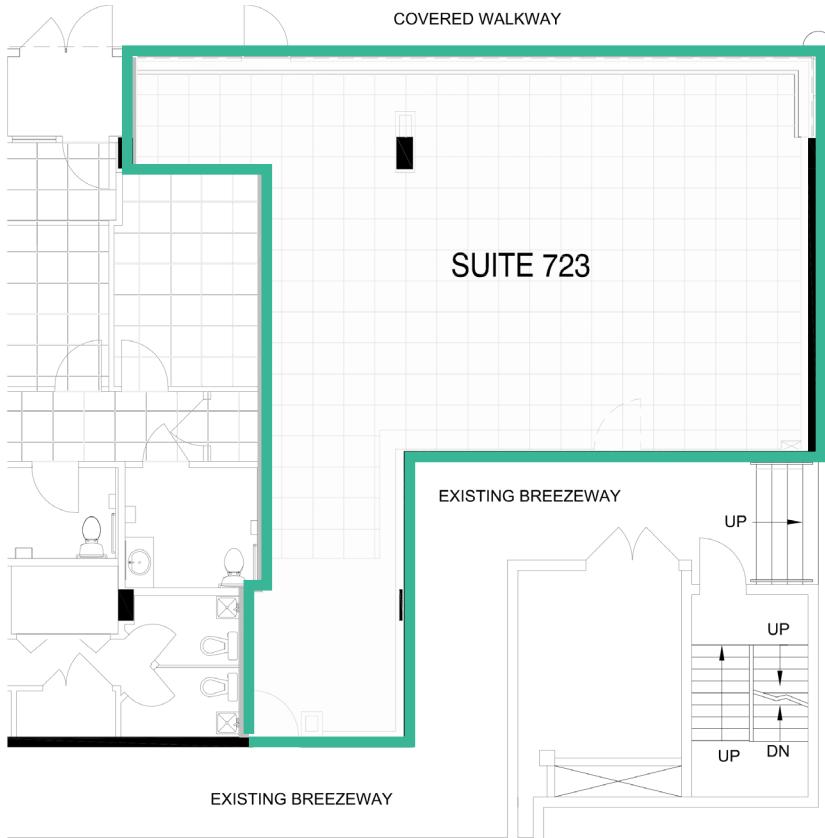 COVERED WALKWAY
SUITE 723
EXISTING BREEZEWAY
UP
UP
UP
DN
EXISTING BREEZEWAY